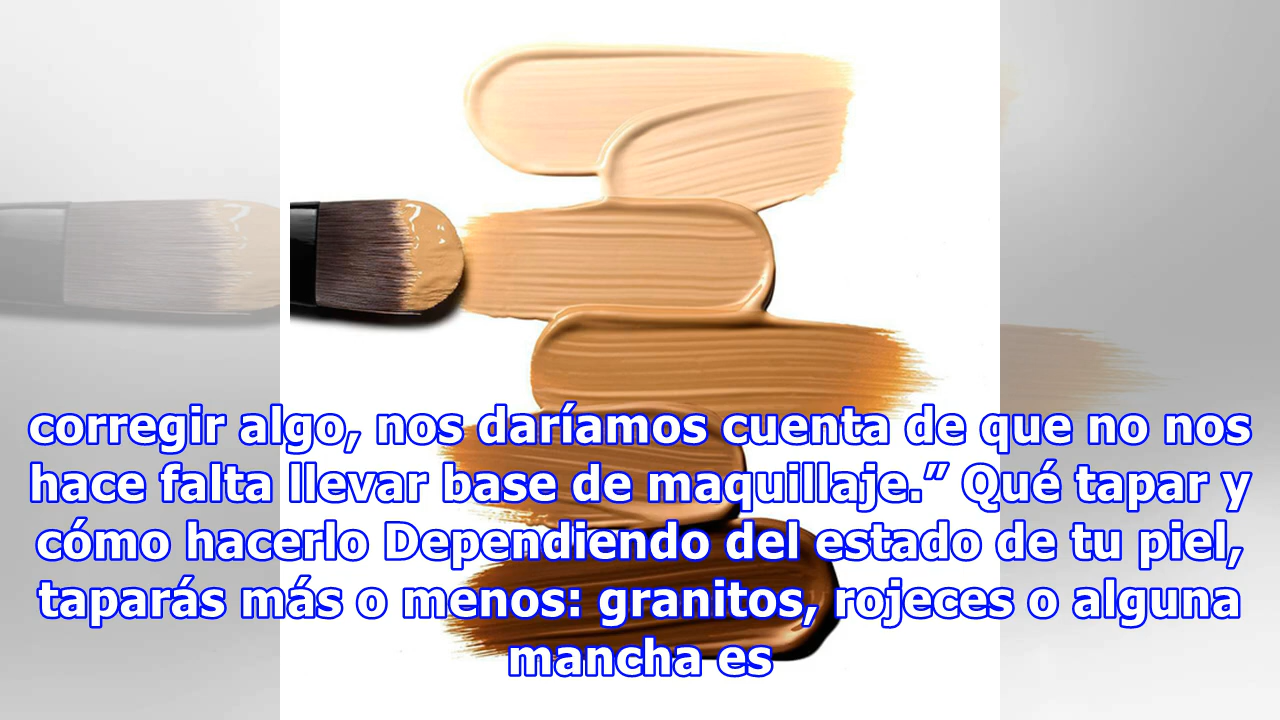 corregir algo, nos daríamos cuenta de que no nos
hace falta llevar base de maquillaje.” Qué tapar y
cómo hacerlo Dependiendo del estado de tu piel,
taparás más o menos: granitos, rojeces o alguna
mancha es